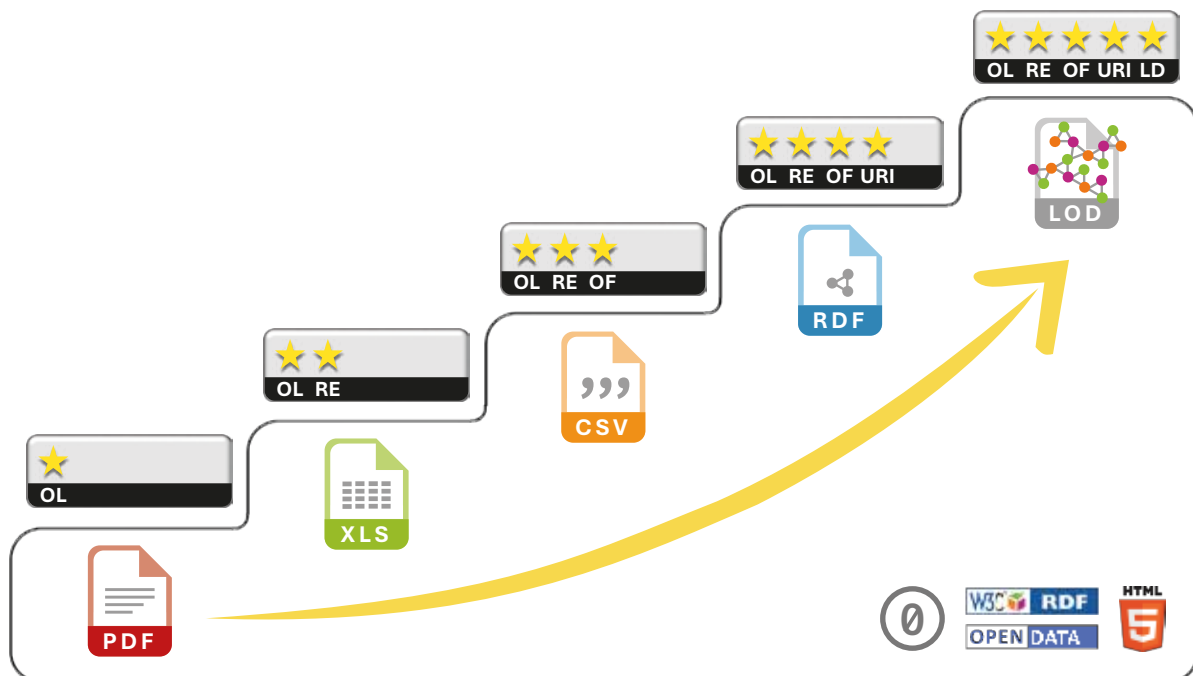 OL RE OF URI LD
LOD
OL RE OF URI
RDF
OL RE OF
,,,
CSV
OL RE
XLS
OL
PDF
0
W3C RDF
OPEN DATA
HTML
5